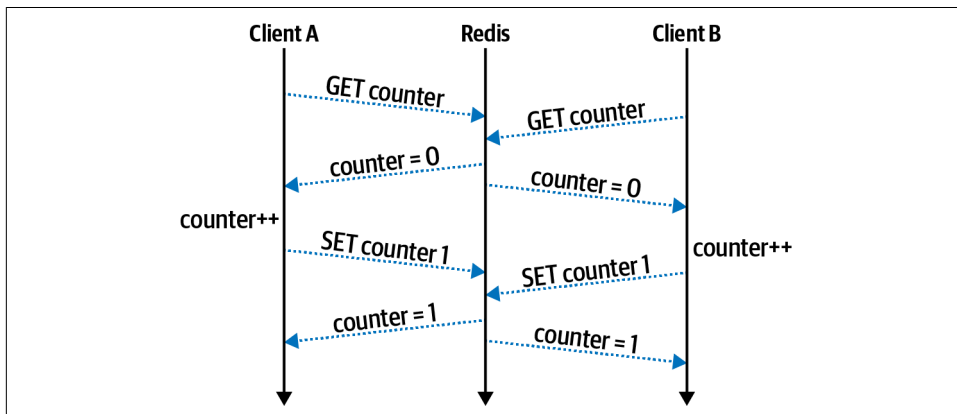 Client A
Redis
Client B
GET counter
GET counter
counter = 0
counter = 0
counter++
SET counter 1
counter++
SET counter 1
counter = 1
counter = 1